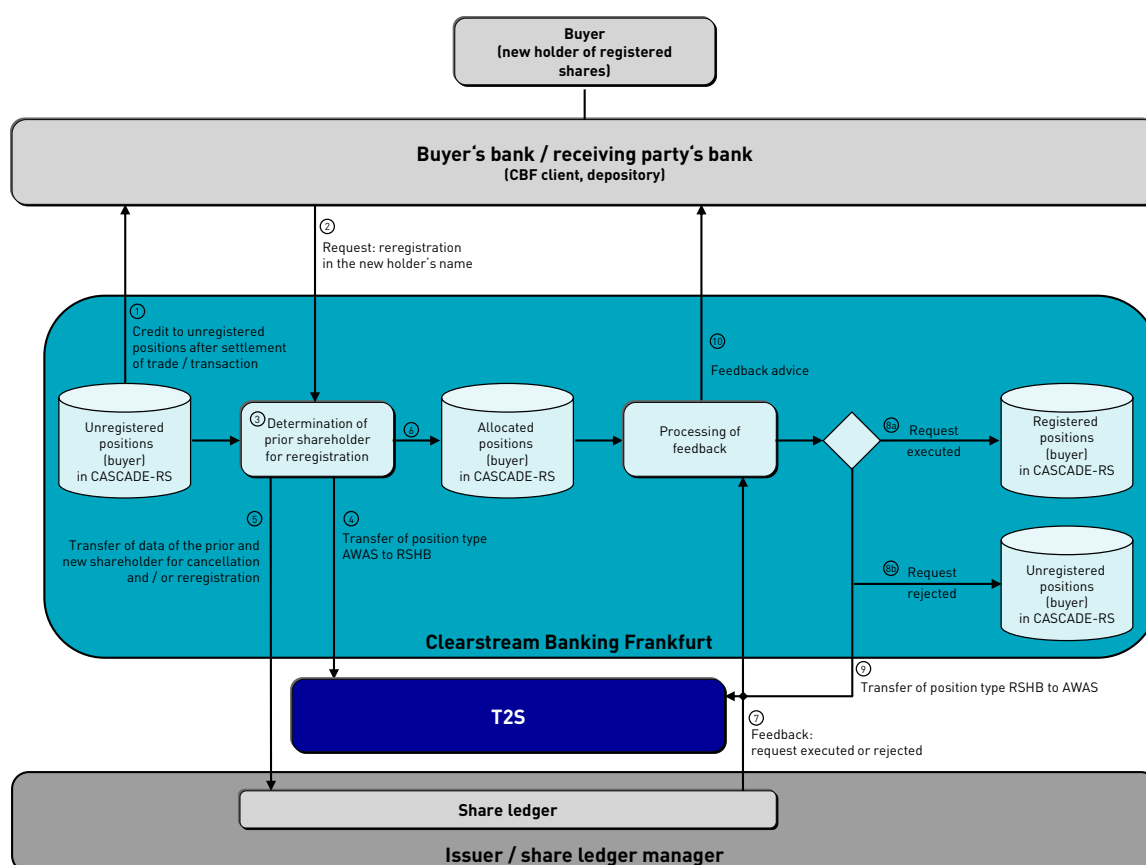 Buyer
(new holder of registered
shares)
Buyer‘s bank / receiving party‘s bank
(CBF client, depository)
2
Request: reregistration
in the new holder‘s name
1
Credit to unregistered
positions after settlement
of trade / transaction
10
Feedback advice
Unregistered
positions
(buyer)
in CASCADE-RS
3
Determination of
prior shareholder
for reregistration
6
Allocated
positions
(buyer)
in CASCADE-RS
Processing of
feedback
8a
Request
executed
Registered
positions
(buyer)
in CASCADE-RS
5
Transfer of data of the prior and
new shareholder for cancellation
and / or reregistration
4
Transfer of position type
AWAS to RSHB
8b
Request
rejected
Unregistered
positions
(buyer)
in CASCADE-RS
Clearstream Banking Frankfurt
9
Transfer of position type RSHB to AWAS
T2S
7
Feedback:
request executed or rejected
Share ledger
Issuer / share ledger manager